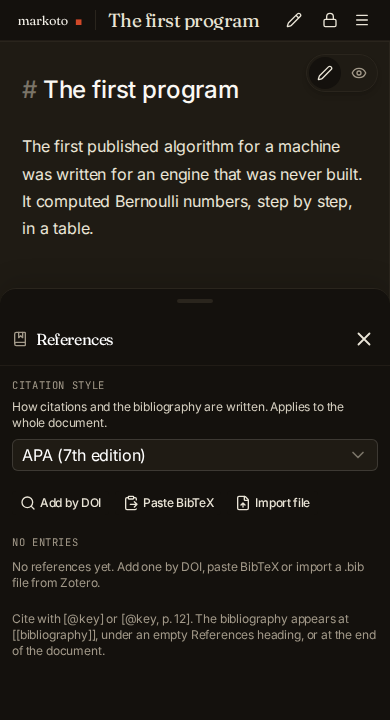 markoto
The first program
# The first program
The first published algorithm for a machine
was written for an engine that was never built.
It computed Bernoulli numbers, step by step,
in a table.
References
CITATION STYLE
How citations and the bibliography are written. Applies to the
whole document.
APA (7th edition)
Add by DOI
Paste BibTeX
Import file
NO ENTRIES
No references yet. Add one by DOI, paste BibTeX or import a .bib
file from Zotero.
Cite with [@key] or [@key, p. 12]. The bibliography appears at
[[bibliography]], under an empty References heading, or at the end
of the document.